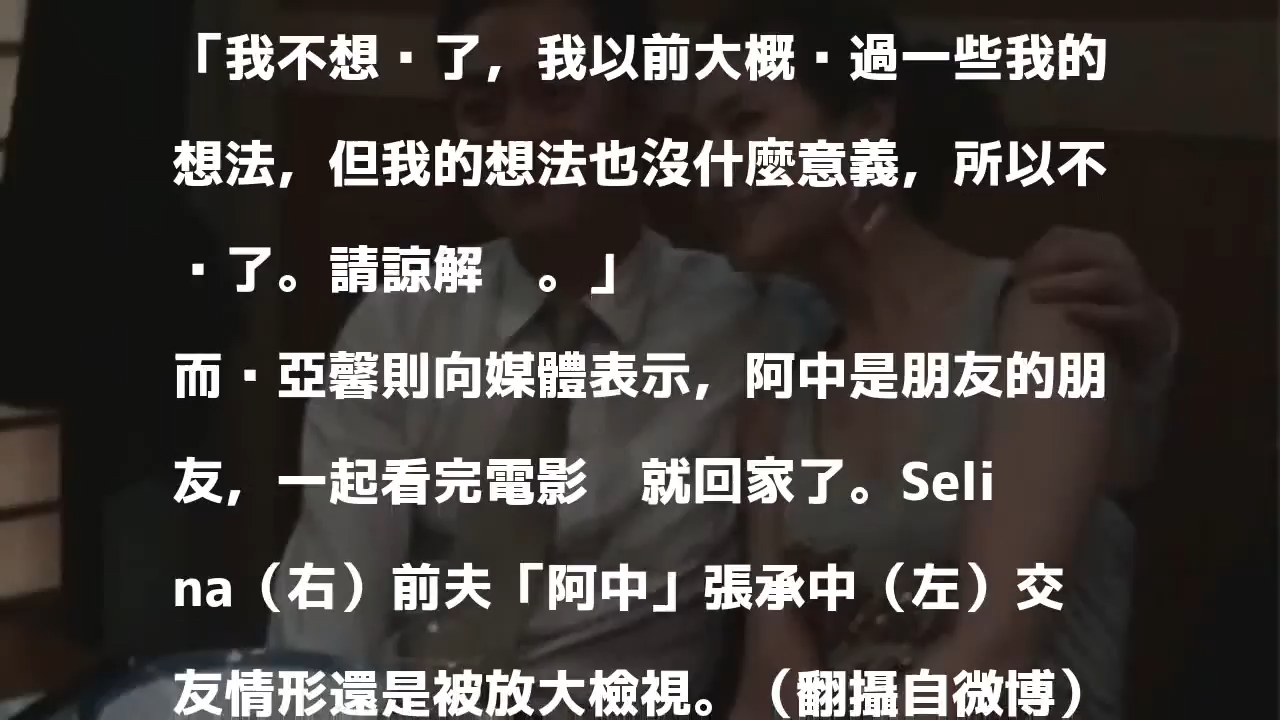 「我不想▪了，我以前大概▪過一些我的
想法，但我的想法也沒什麼意義，所以不
▪了。請諒解　。」
而▪亞馨則向媒體表示，阿中是朋友的朋
友，一起看完電影　就回家了。Seli
na（右）前夫「阿中」張承中（左）交
友情形還是被放大檢視。（翻攝自微博）